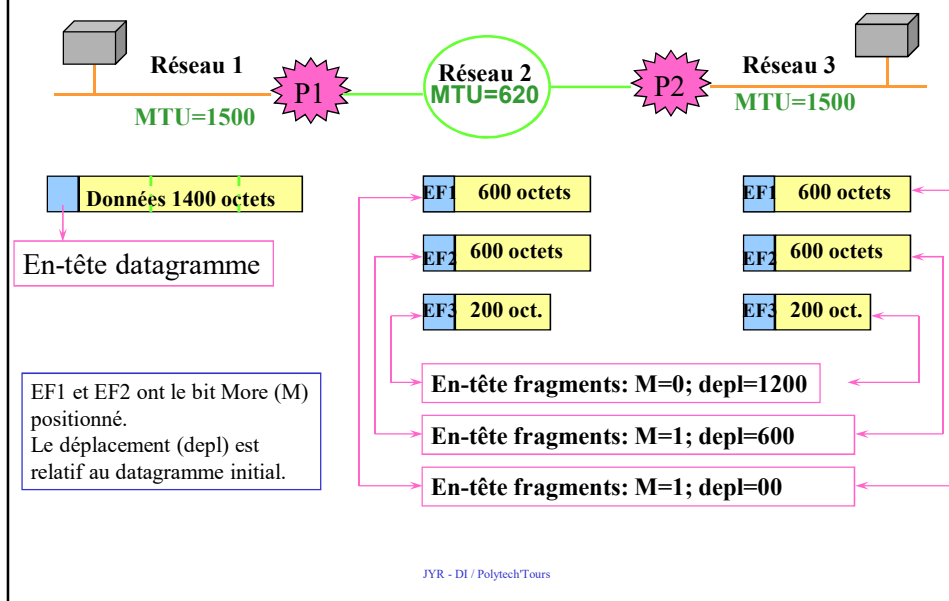 Réseau 1
P1
Réseau 2
P2
Réseau 3
MTU=1500
MTU=620
MTU=1500
Données 1400 octets
En-tête datagramme
EF1 600 octets
EF2 600 octets
EF3 200 oct.
EF1 600 octets
EF2 600 octets
EF3 200 oct.
En-tête fragments: M=0; depl=1200
En-tête fragments: M=1; depl=600
En-tête fragments: M=1; depl=00
EF1 et EF2 ont le bit More (M)
positionné.
Le déplacement (depl) est
relatif au datagramme initial.
JYR - DI / Polytech'Tours